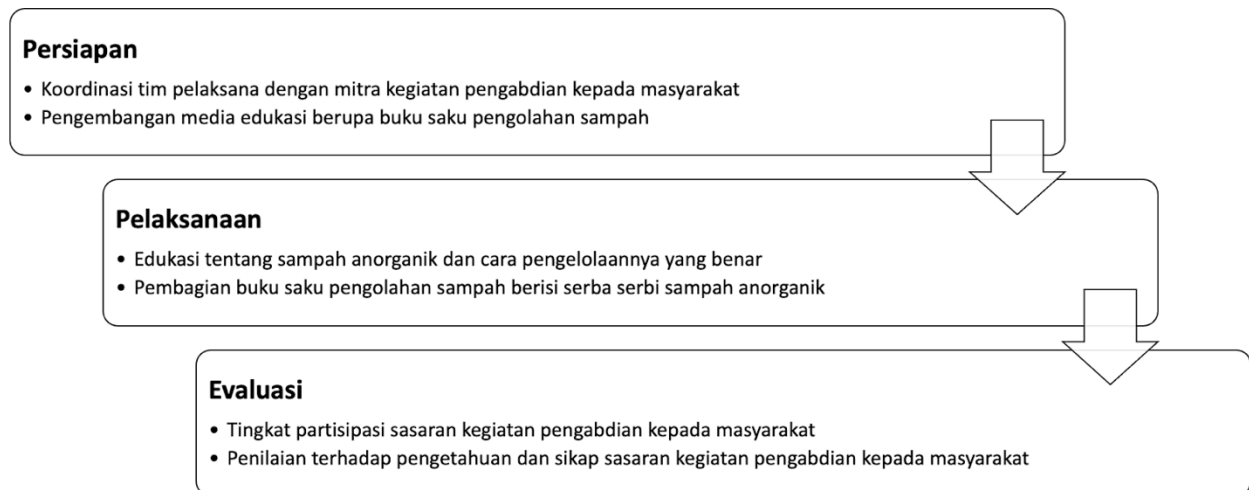 Persiapan
• Koordinasi tim pelaksana dengan mitra kegiatan pengabdian kepada masyarakat
• Pengembangan media edukasi berupa buku saku pengolahan sampah
Pelaksanaan
• Edukasi tentang sampah anorganik dan cara pengelolaannya yang benar
• Pembagian buku saku pengolahan sampah berisi serba serbi sampah anorganik
Evaluasi
• Tingkat partisipasi sasaran kegiatan pengabdian kepada masyarakat
• Penilaian terhadap pengetahuan dan sikap sasaran kegiatan pengabdian kepada masyarakat